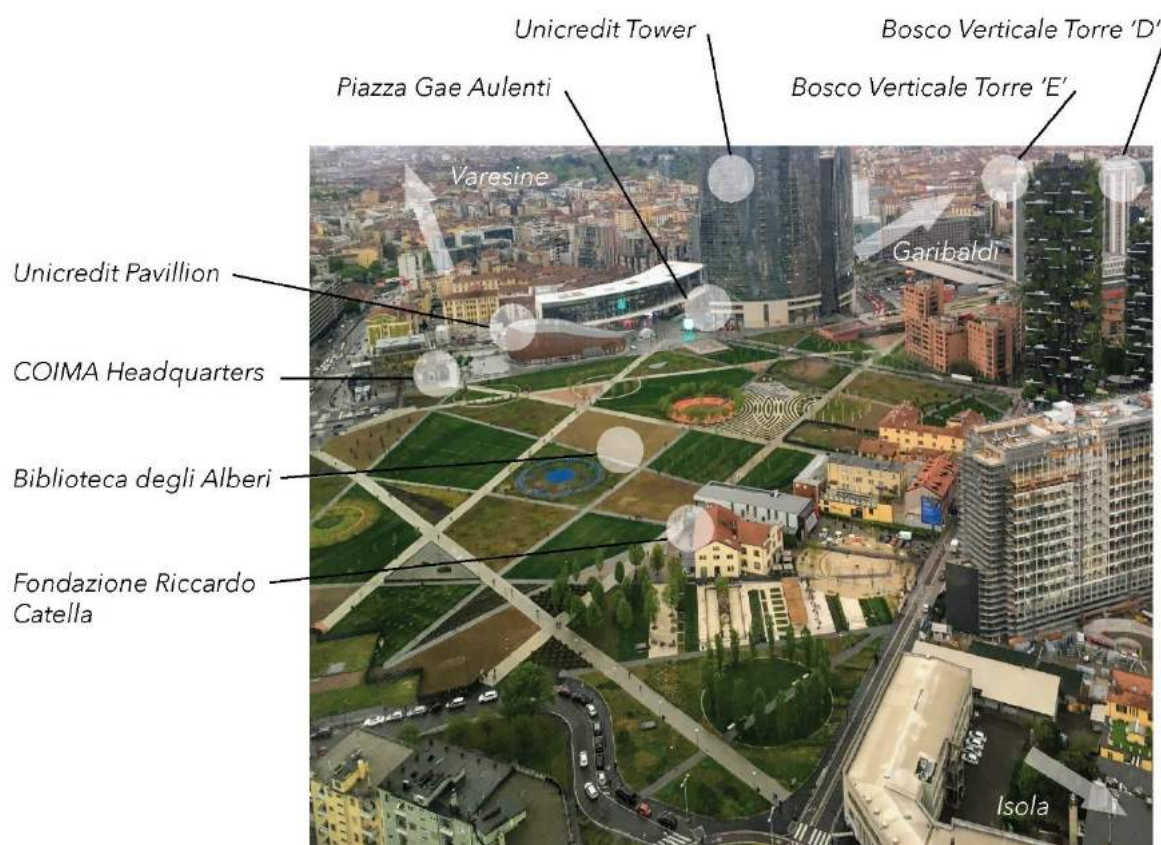 Unicredit Tower
Bosco Verticale Torre ‘D’
Piazza Gae Aulenti
Bosco Verticale Torre ‘E’
Varesine
Garibaldi
Unicredit Pavillion
COIMA Headquarters
Biblioteca degli Alberi
Fondazione Riccardo
Catella
Isola